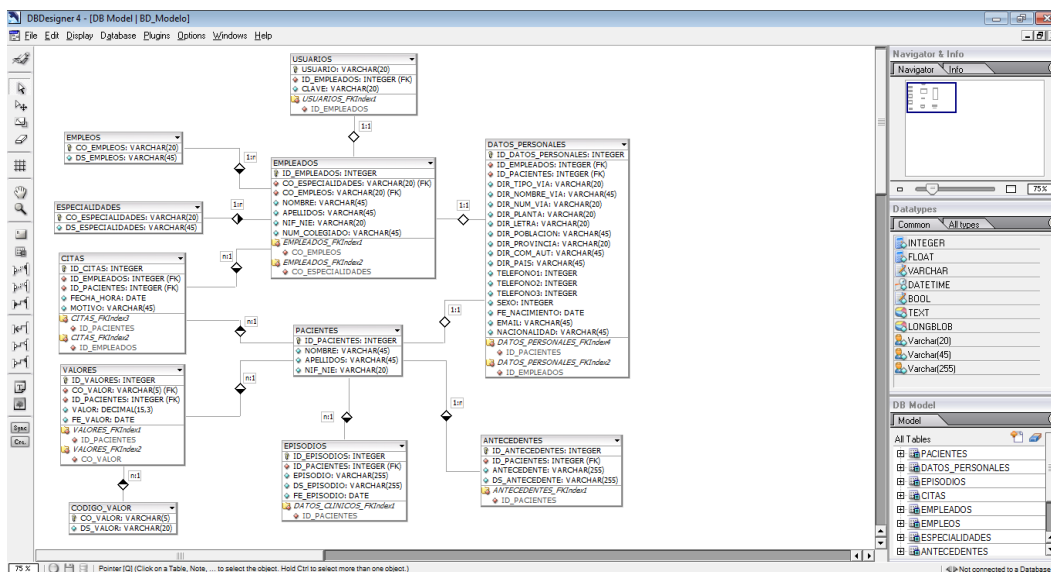 DBDesigner 4 - [DB Model | BD_Modelo]
File Edit Display Database Plugins Options Windows Help
USUARIOS
USUARIO: VARCHAR(20)
ID_EMPLEADOS: INTEGER (FK)
CLAVE: VARCHAR(20)
USUARIOS_FKIndex1
ID_EMPLEADOS
1:1
EMPLEOS
CO_EMPLEOS: VARCHAR(20)
DS_EMPLEOS: VARCHAR(45)
1:n
ESPECIALIDADES
CO_ESPECIALIDADES: VARCHAR(20)
DS_ESPECIALIDADES: VARCHAR(45)
1:n
EMPLEADOS
ID_EMPLEADOS: INTEGER
CO_ESPECIALIDADES: VARCHAR(20) (FK)
CO_EMPLEOS: VARCHAR(20) (FK)
NOMBRE: VARCHAR(45)
APELLIDOS: VARCHAR(45)
NIF_NIE: VARCHAR(20)
NUM_COLEGIADO: VARCHAR(45)
EMPLEADOS_FKIndex1
CO_EMPLEOS
EMPLEADOS_FKIndex2
CO_ESPECIALIDADES
1:1
DATOS_PERSONALES
ID_DATOS_PERSONALES: INTEGER
ID_EMPLEADOS: INTEGER (FK)
ID_PACIENTES: INTEGER (FK)
DIR_TIPO_VIA: VARCHAR(20)
DIR_NOMBRE_VIA: VARCHAR(45)
DIR_NUM_VIA: VARCHAR(20)
DIR_PLANTA: VARCHAR(20)
DIR_LETRA: VARCHAR(20)
DIR_POBLACION: VARCHAR(45)
DIR_PROVINCIA: VARCHAR(20)
DIR_COM_AUT: VARCHAR(45)
DIR_PAIS: VARCHAR(45)
TELEFONO1: INTEGER
TELEFONO2: INTEGER
TELEFONO3: INTEGER
SEXO: INTEGER
FE_NACIMIENTO: DATE
EMAIL: VARCHAR(45)
NACIONALIDAD: VARCHAR(45)
DATOS_PERSONALES_FKIndex4
ID_PACIENTES
DATOS_PERSONALES_FKIndex2
ID_EMPLEADOS
CITAS
ID_CITAS: INTEGER
ID_EMPLEADOS: INTEGER (FK)
ID_PACIENTES: INTEGER (FK)
FECHA_HORA: DATE
MOTIVO: VARCHAR(45)
CITAS_FKIndex3
ID_PACIENTES
CITAS_FKIndex2
ID_EMPLEADOS
n:1
n:1
PACIENTES
ID_PACIENTES: INTEGER
NOMBRE: VARCHAR(45)
APELLIDOS: VARCHAR(45)
NIF_NIE: VARCHAR(20)
1:1
VALORES
ID_VALORES: INTEGER
CO_VALOR: VARCHAR(5) (FK)
ID_PACIENTES: INTEGER (FK)
VALOR: DECIMAL(15,3)
FE_VALOR: DATE
VALORES_FKIndex1
ID_PACIENTES
VALORES_FKIndex2
CO_VALOR
n:1
n:1
1:n
n:1
CODIGO_VALOR
CO_VALOR: VARCHAR(5)
DS_VALOR: VARCHAR(20)
EPISODIOS
ID_EPISODIOS: INTEGER
ID_PACIENTES: INTEGER (FK)
EPISODIO: VARCHAR(255)
DS_EPISODIO: VARCHAR(255)
FE_EPISODIO: DATE
DATOS_CLINICOS_FKIndex1
ID_PACIENTES
ANTECEDENTES
ID_ANTECEDENTES: INTEGER
ID_PACIENTES: INTEGER (FK)
ANTECEDENTE: VARCHAR(255)
DS_ANTECEDENTE: VARCHAR(255)
ANTECEDENTES_FKIndex1
ID_PACIENTES
Navigator & Info
Navigator Info
75%
Datatypes
Common All types
INTEGER
FLOAT
VARCHAR
DATETIME
BOOL
TEXT
LONGBLOB
Varchar(20)
Varchar(45)
Varchar(255)
DB Model
Model
All Tables
PACIENTES
DATOS_PERSONALES
EPISODIOS
CITAS
EMPLEADOS
EMPLEOS
ESPECIALIDADES
ANTECEDENTES
Sync
75 %
Pointer [Q] (Click on a Table, Note, ... to select the object. Hold Ctrl to select more than one object.)
Not connected to a Database